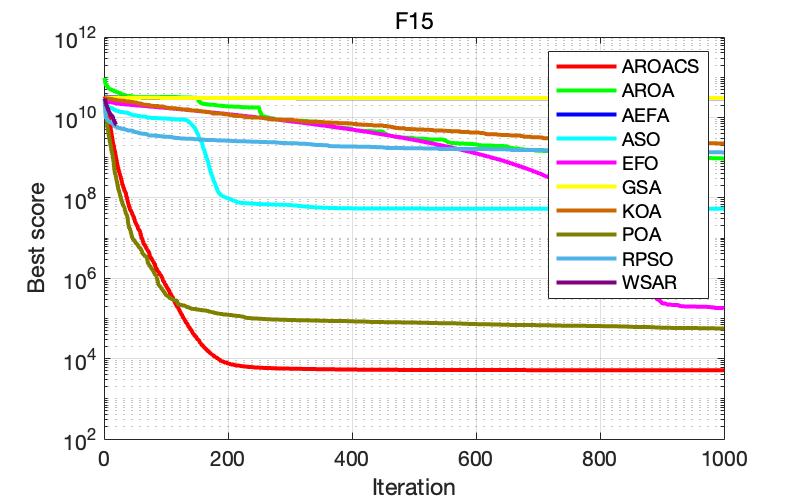 F15
10^12
10^10
10^8
10^6
10^4
10^2
Best score
0 200 400 600 800 1000
Iteration
AROACS
AROA
AEFA
ASO
EFO
GSA
KOA
POA
RPSO
WSAR